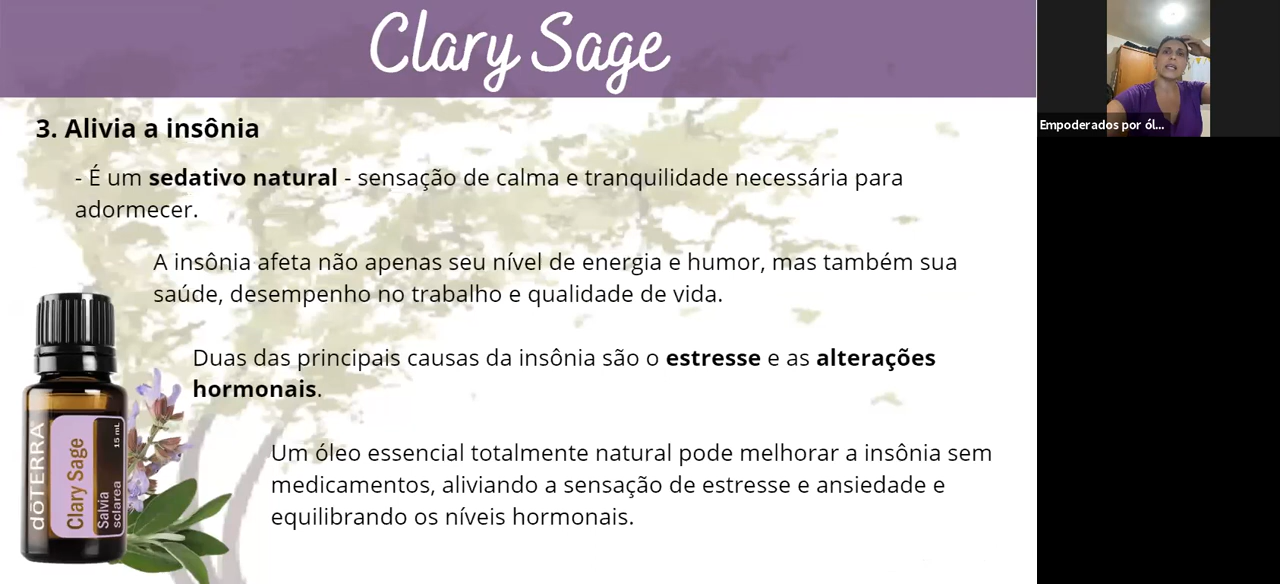 Clary Sage
3. Alivia a insônia
- É um sedativo natural - sensação de calma e tranquilidade necessária para
adormecer.
A insônia afeta não apenas seu nível de energia e humor, mas também sua
saúde, desempenho no trabalho e qualidade de vida.
Duas das principais causas da insônia são o estresse e as alterações
hormonais.
Um óleo essencial totalmente natural pode melhorar a insônia sem
medicamentos, aliviando a sensação de estresse e ansiedade e
equilibrando os níveis hormonais.
dōTERRA
Clary Sage
Salvia
sclarea
15 mL
Empoderados por ól...